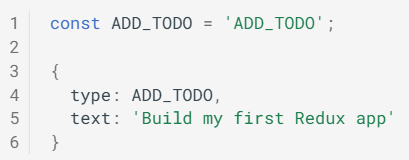 1 const ADD_TODO = 'ADD_TODO';
2
3 {
4   type: ADD_TODO,
5   text: 'Build my first Redux app'
6 }